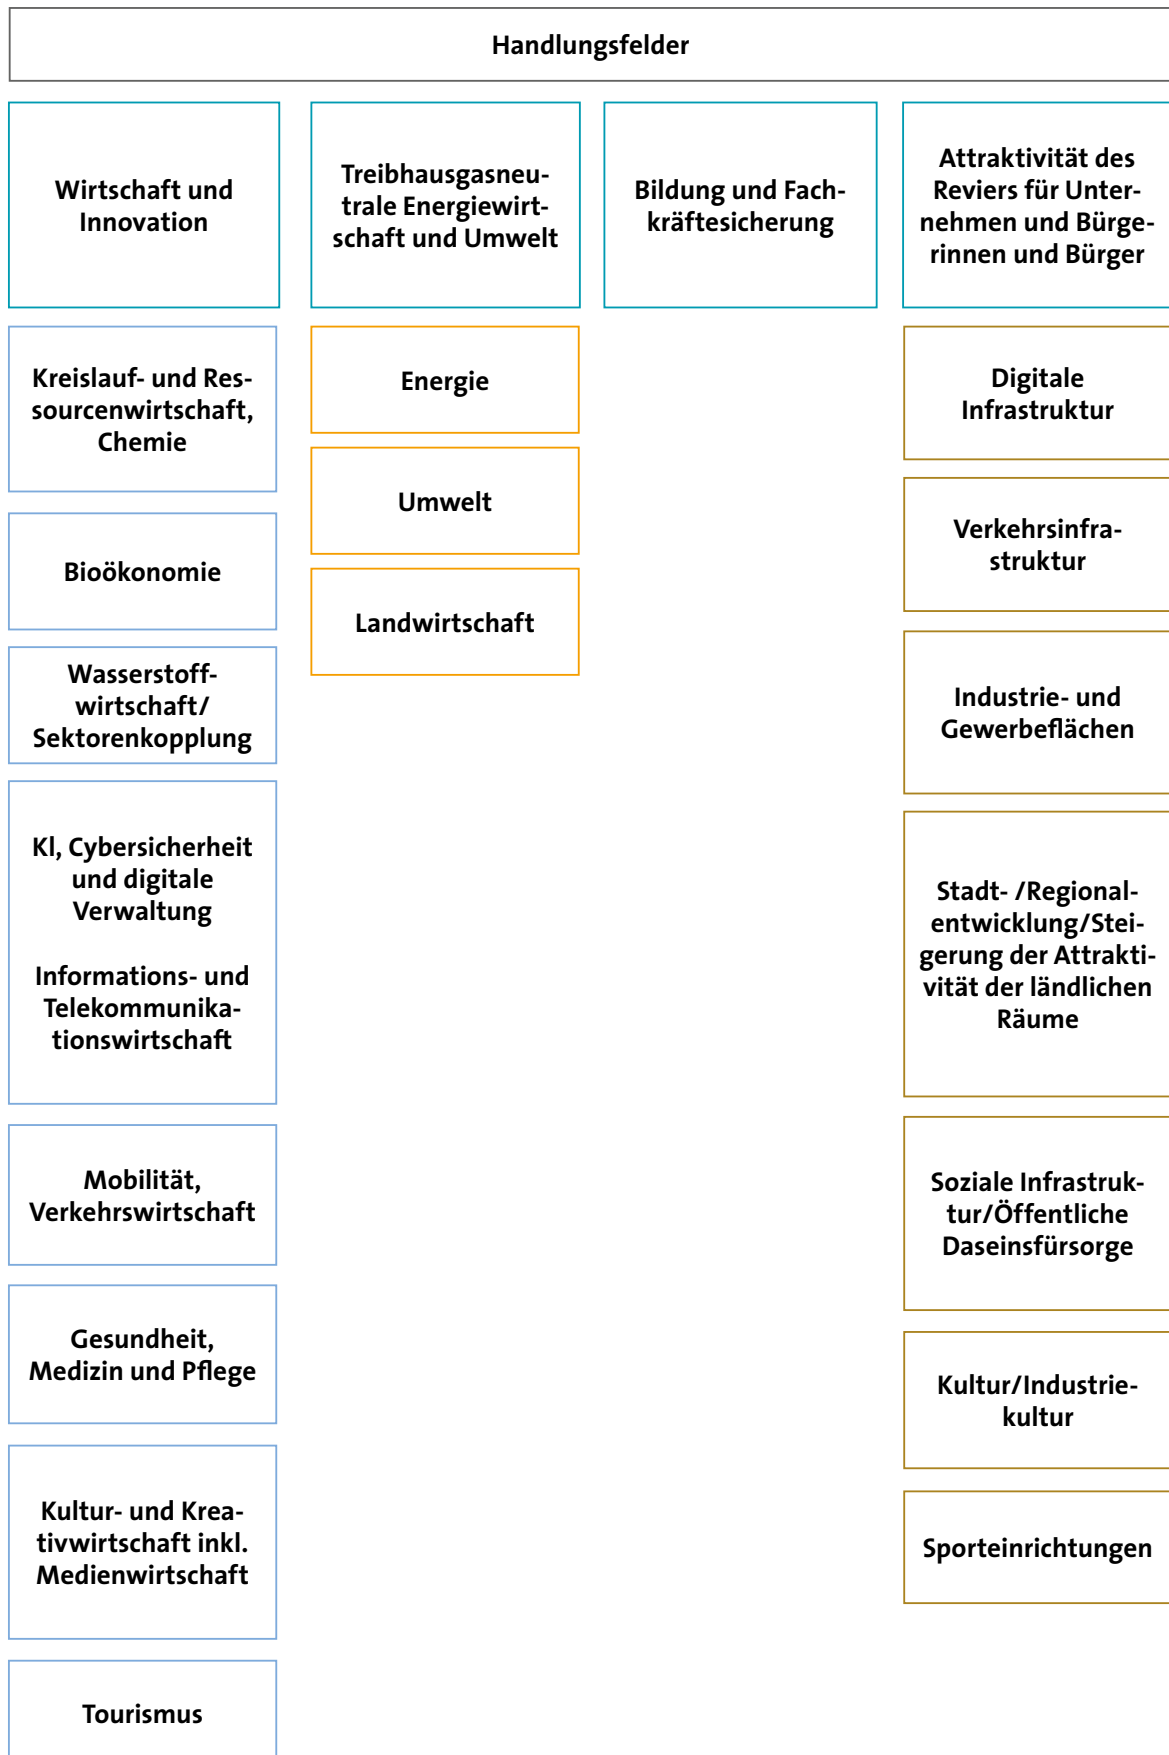 Handlungsfelder
Wirtschaft und
Innovation
Treibhausgasneu-
trale Energiewirt-
schaft und Umwelt
Bildung und Fach-
kräftesicherung
Attraktivität des
Reviers für Unter-
nehmen und Bürge-
rinnen und Bürger
Kreislauf- und Res-
sourcenwirtschaft,
Chemie
Bioökonomie
Wasserstoff-
wirtschaft/
Sektorenkopplung
Kl, Cybersicherheit
und digitale
Verwaltung
Informations- und
Telekommunika-
tionswirtschaft
Mobilität,
Verkehrswirtschaft
Gesundheit,
Medizin und Pflege
Kultur- und Krea-
tivwirtschaft inkl.
Medienwirtschaft
Tourismus
Energie
Umwelt
Landwirtschaft
Digitale
Infrastruktur
Verkehrsinfra-
struktur
Industrie- und
Gewerbeflächen
Stadt- /Regional-
entwicklung/Stei-
gerung der Attrakti-
vität der ländlichen
Räume
Soziale Infrastruk-
tur/Öffentliche
Daseinsfürsorge
Kultur/Industrie-
kultur
Sporteinrichtungen